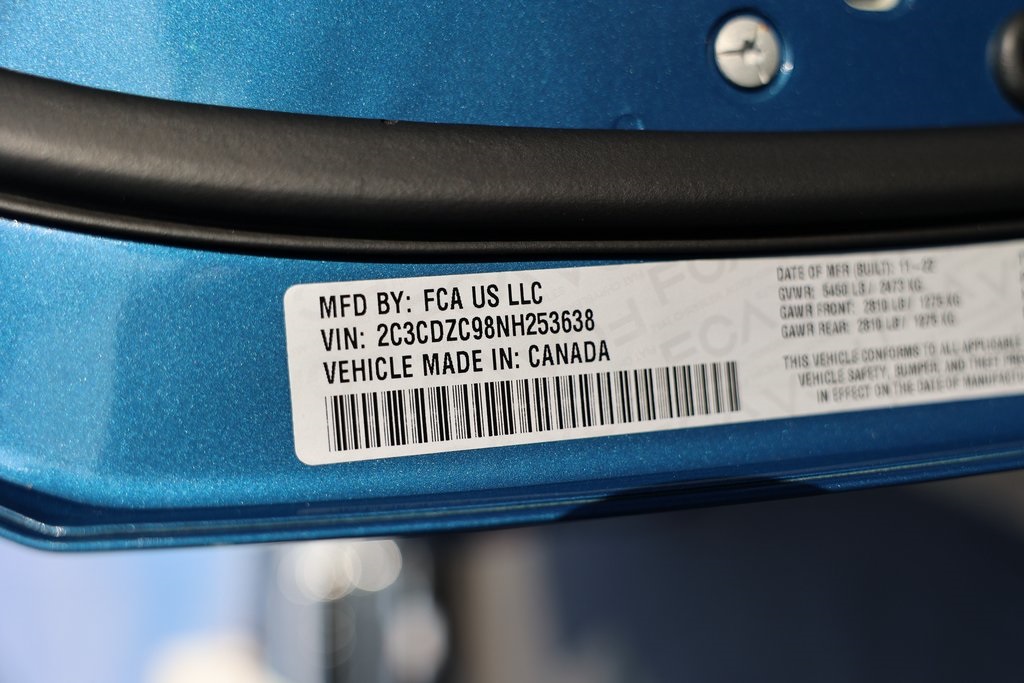 MFD BY: FCA US LLC
VIN: 2C3CDZC98NH253638
VEHICLE MADE IN: CANADA
DATE OF MFR (BUILT): 11-22
GVWR: 5450 LB / 2473 KG.
GAWR FRONT: 2810 LB / 1275 KG.
GAWR REAR: 2810 LB / 1275 KG.
THIS VEHICLE CONFORMS TO ALL APPLICABLE
VEHICLE SAFETY, BUMPER, AND THEFT
IN EFFECT ON THE DATE OF